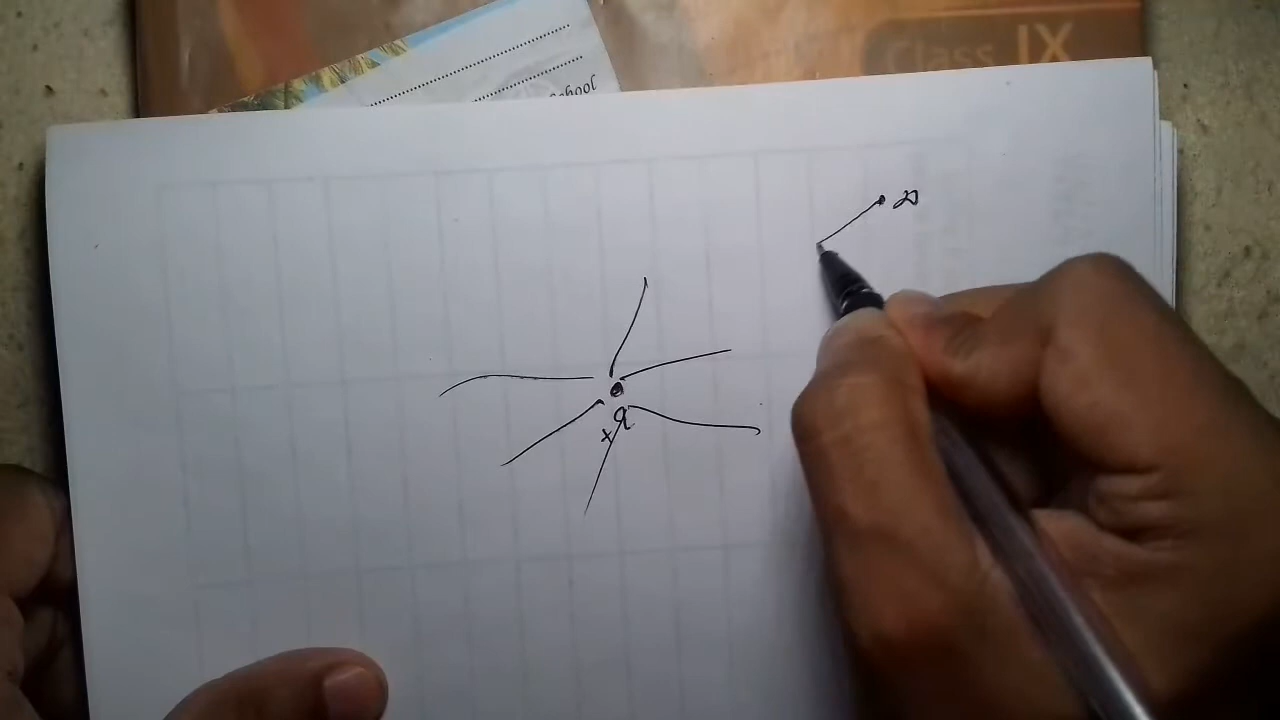 Class IX
school
∞
q
x